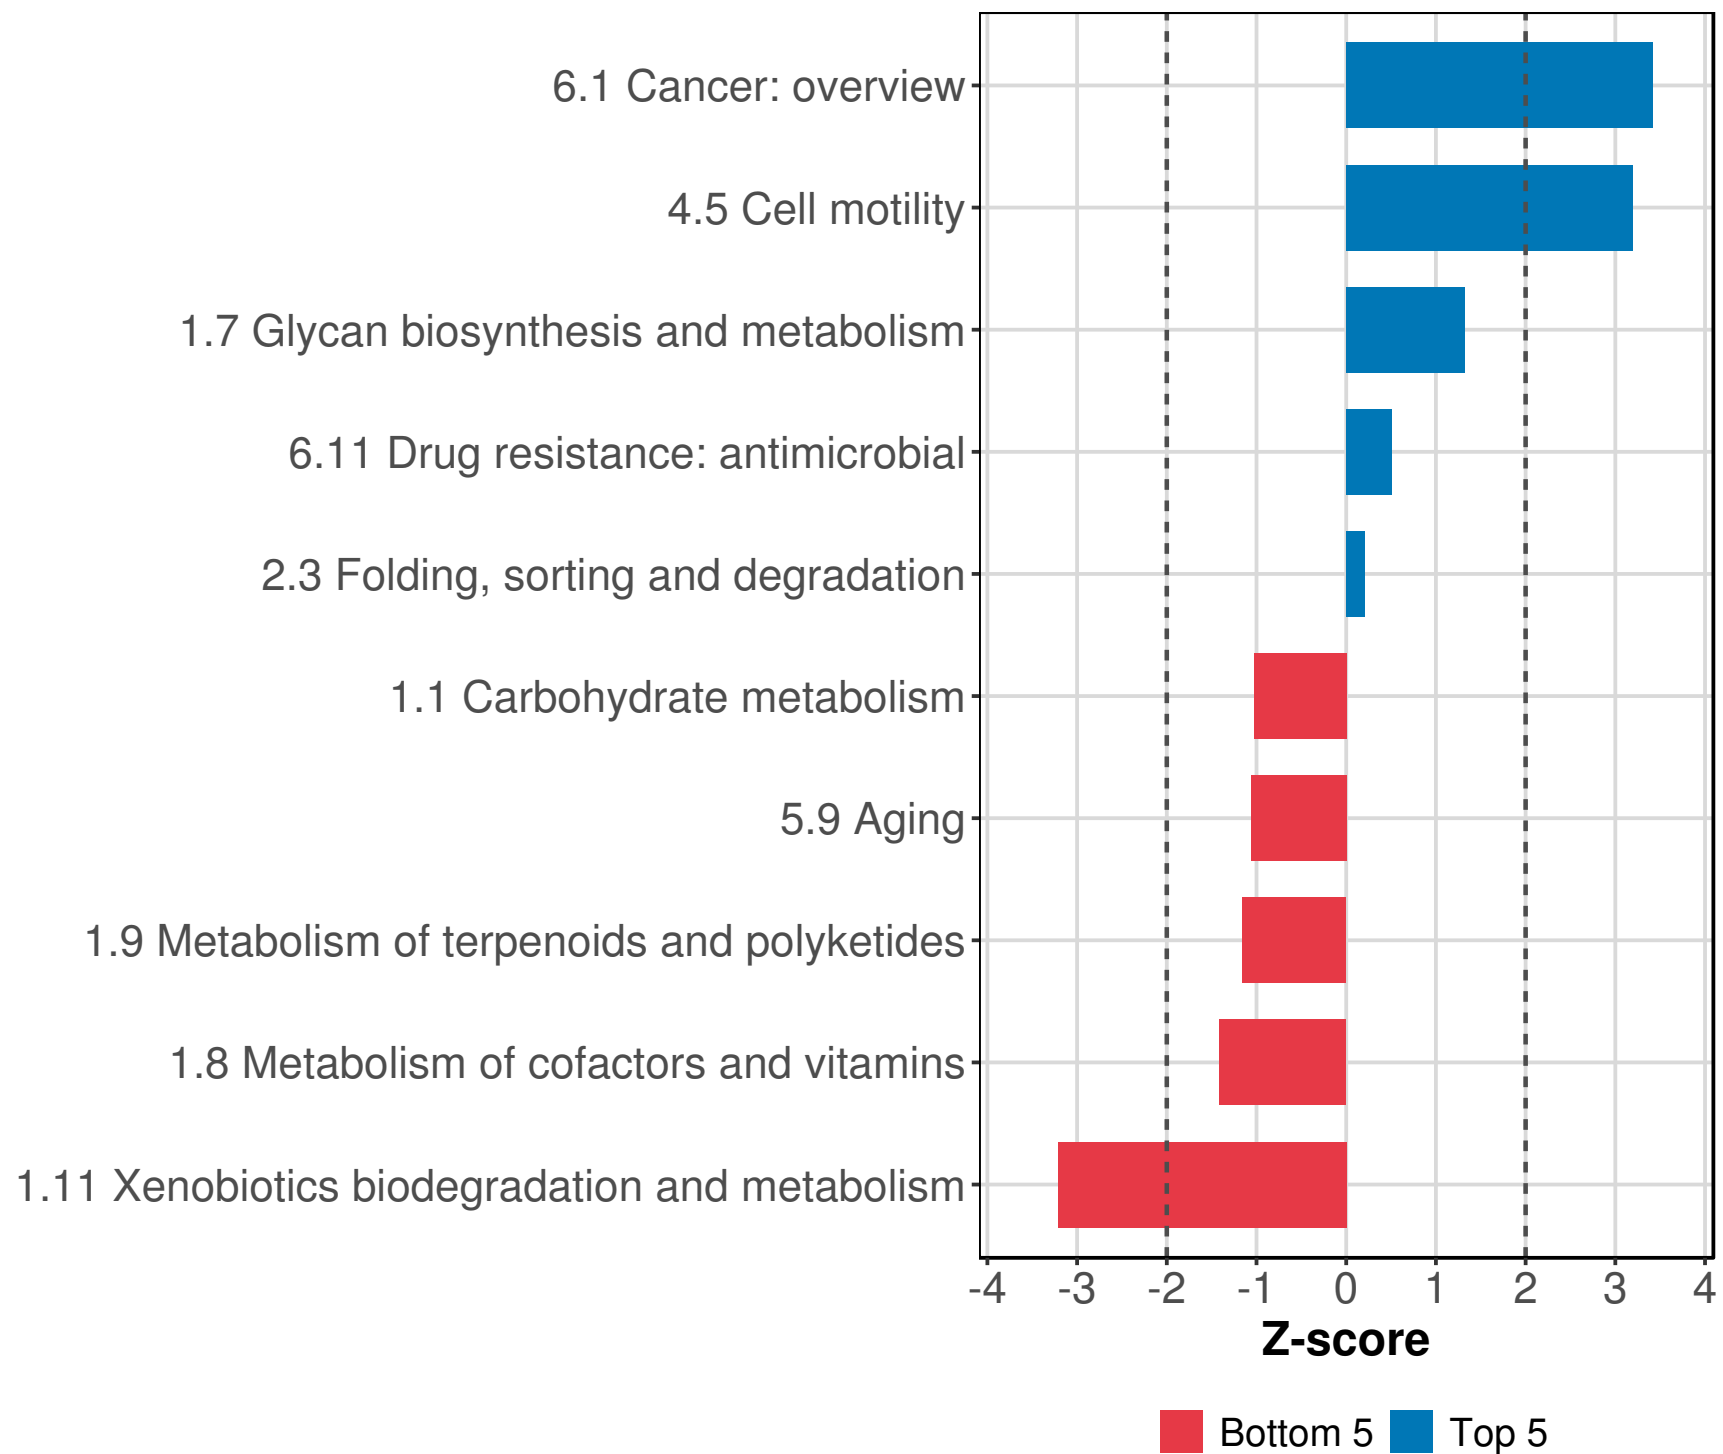 6.1 Cancer: overview
4.5 Cell motility
1.7 Glycan biosynthesis and metabolism
6.11 Drug resistance: antimicrobial
2.3 Folding, sorting and degradation
1.1 Carbohydrate metabolism
5.9 Aging
1.9 Metabolism of terpenoids and polyketides
1.8 Metabolism of cofactors and vitamins
1.11 Xenobiotics biodegradation and metabolism
-4 -3 -2 -1 0 1 2 3 4
Z-score
Bottom 5 Top 5